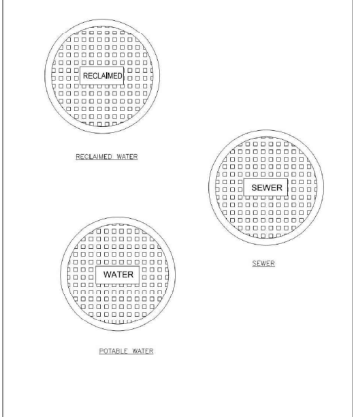 RECLAIMED
RECLAIMED WATER
SEWER
SEWER
WATER
POTABLE WATER